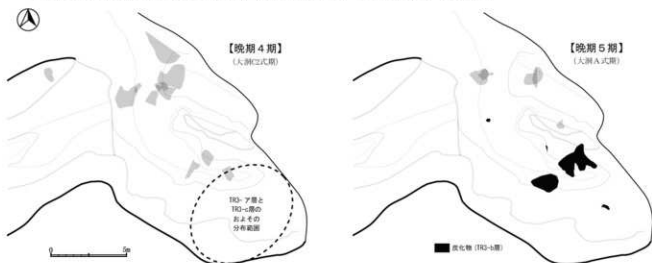 【晩期４期】
(大洞C2式期)
TR3-ア層と
TR3-c層の
およその
分布範囲
0
5m
【晩期５期】
(大洞A式期)
炭化物 (TR3-b層)